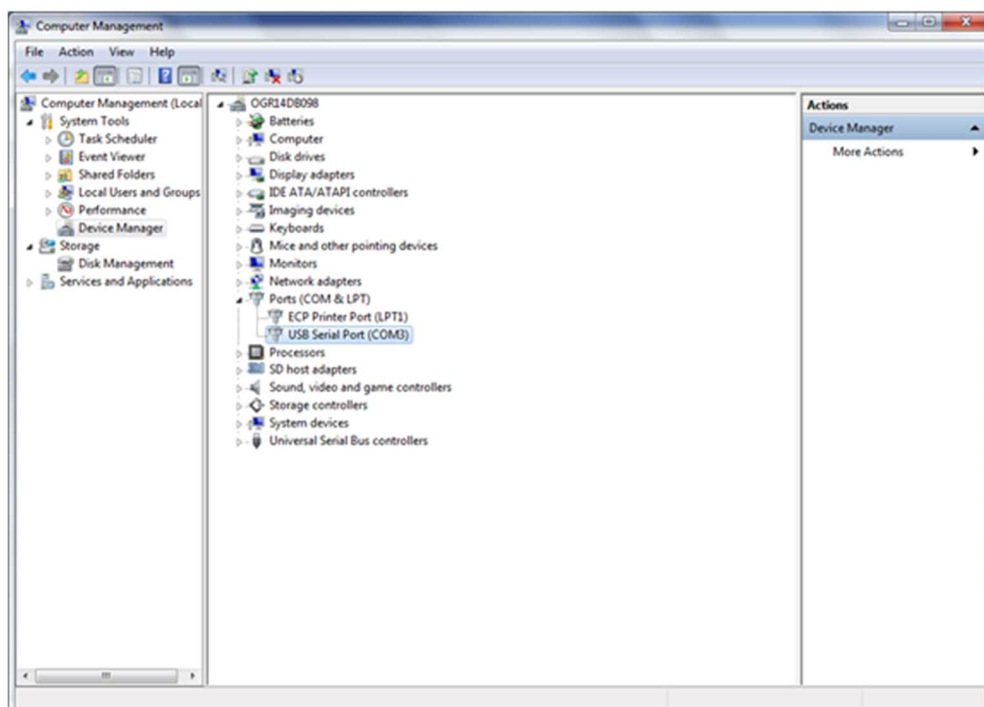 Computer Management
File Action View Help
Computer Management (Local
System Tools
Task Scheduler
Event Viewer
Shared Folders
Local Users and Groups
Performance
Device Manager
Storage
Disk Management
Services and Applications
OGR14DB098
Batteries
Computer
Disk drives
Display adapters
IDE ATA/ATAPI controllers
Imaging devices
Keyboards
Mice and other pointing devices
Monitors
Network adapters
Ports (COM & LPT)
ECP Printer Port (LPT1)
USB Serial Port (COM3)
Processors
SD host adapters
Sound, video and game controllers
Storage controllers
System devices
Universal Serial Bus controllers
Actions
Device Manager
More Actions